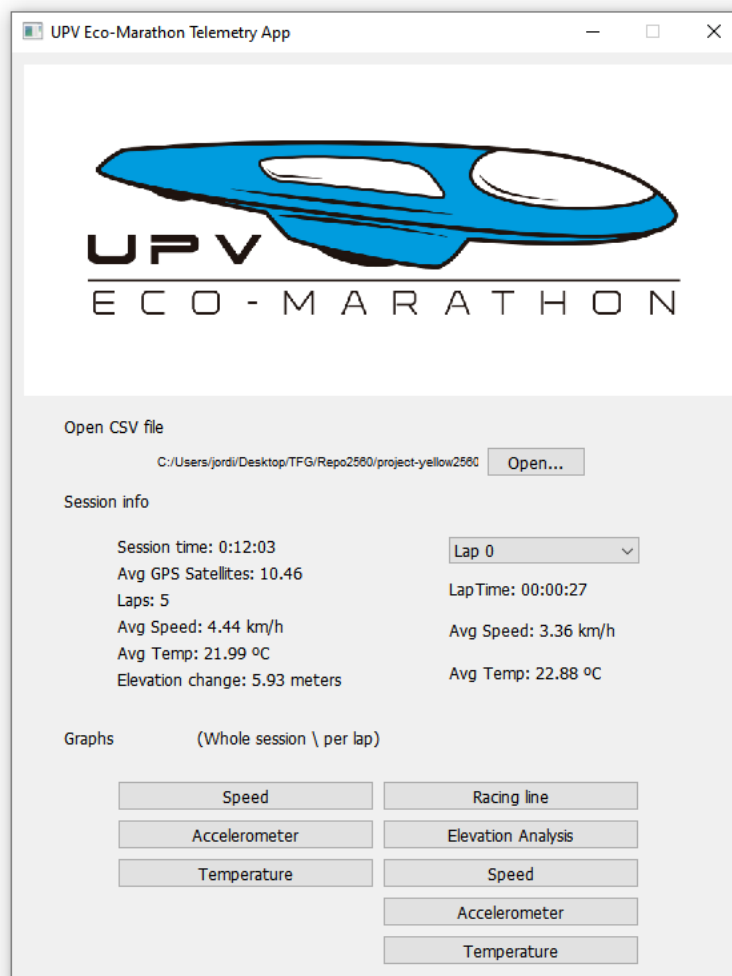 UPV Eco-Marathon Telemetry App
UPV
ECO-MARATHON
Open CSV file
C:/Users/jordi/Desktop/TFG/Repo2560/project-yellow2560
Open...
Session info
Session time: 0:12:03
Avg GPS Satellites: 10.46
Laps: 5
Avg Speed: 4.44 km/h
Avg Temp: 21.99 ºC
Elevation change: 5.93 meters
Lap 0
LapTime: 00:00:27
Avg Speed: 3.36 km/h
Avg Temp: 22.88 ºC
Graphs (Whole session \ per lap)
Speed
Accelerometer
Temperature
Racing line
Elevation Analysis
Speed
Accelerometer
Temperature